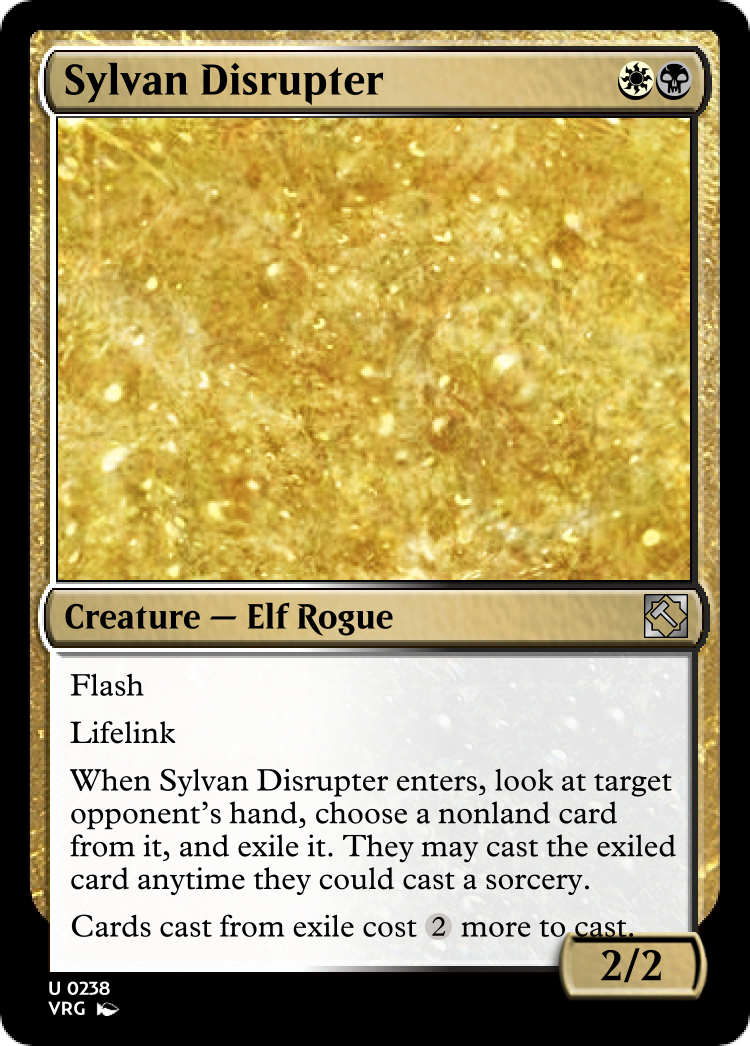 Sylvan Disrupter
Creature — Elf Rogue
Flash
Lifelink
When Sylvan Disrupter enters, look at target
opponent's hand, choose a nonland card
from it, and exile it. They may cast the exiled
card anytime they could cast a sorcery.
Cards cast from exile cost 2 more to cast.
2/2
U 0238
VRG